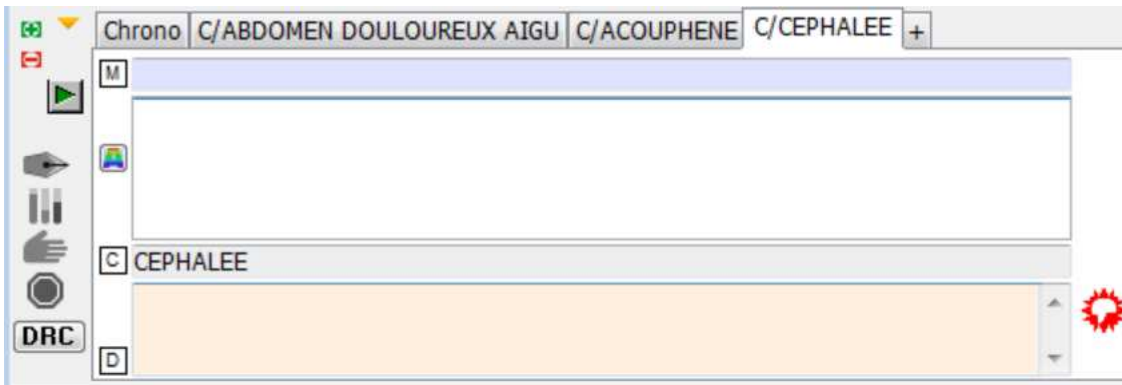 Chrono C/ABDOMEN DOULOUREUX AIGU C/ACOUPHENE C/CEPHALEE +
M
A
C CEPHALEE
DRC
D